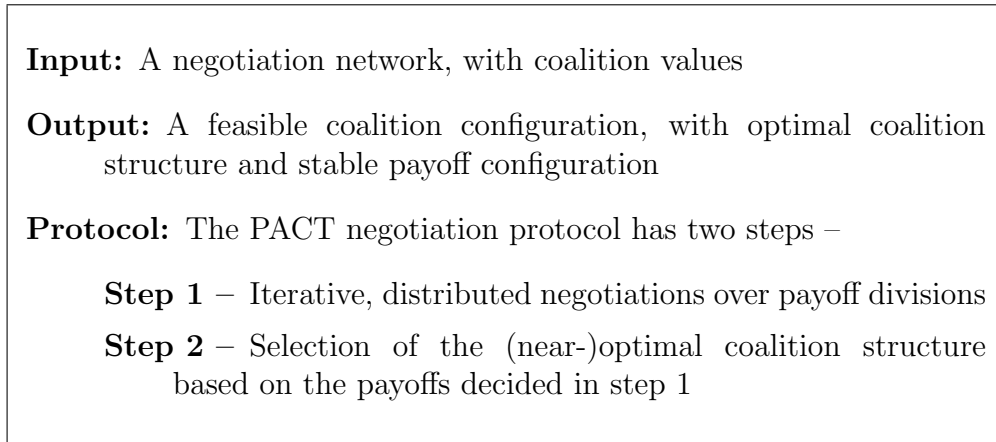 Input: A negotiation network, with coalition values
Output: A feasible coalition configuration, with optimal coalition
structure and stable payoff configuration
Protocol: The PACT negotiation protocol has two steps –
Step 1 – Iterative, distributed negotiations over payoff divisions
Step 2 – Selection of the (near-)optimal coalition structure
based on the payoffs decided in step 1